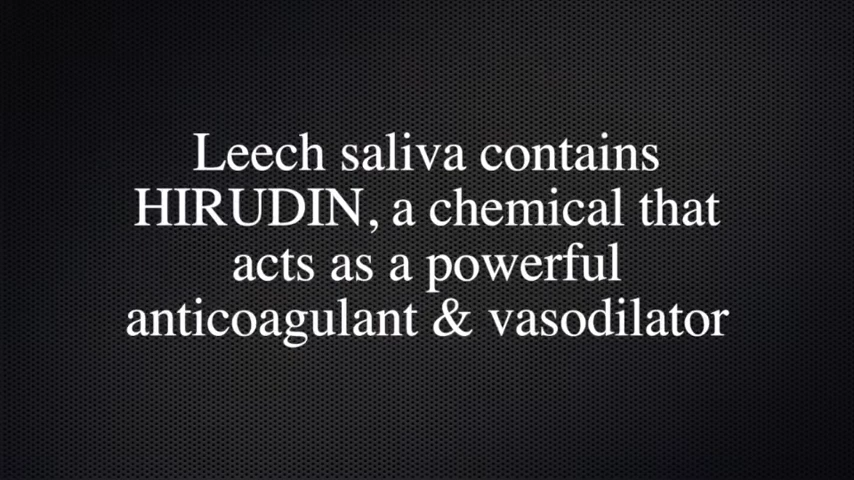 Leech saliva contains
HIRUDIN, a chemical that
acts as a powerful
anticoagulant & vasodilator